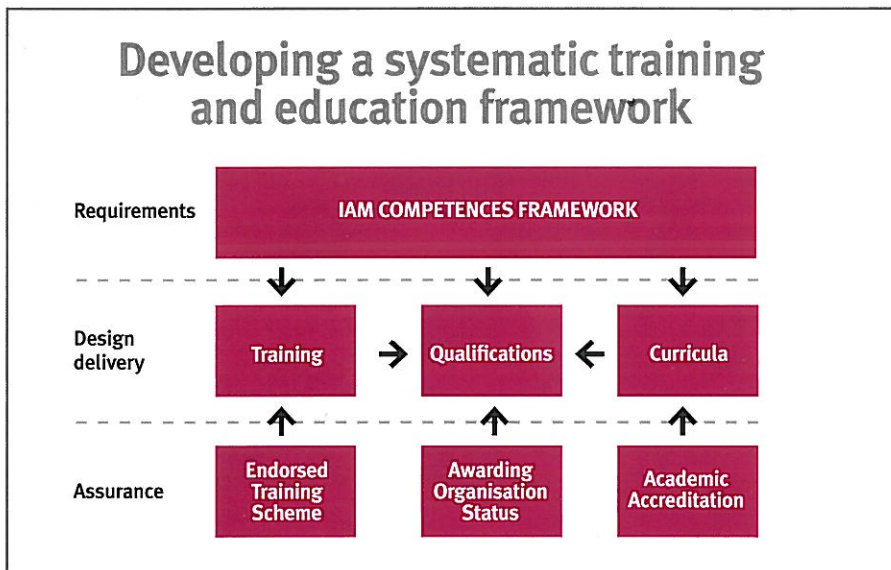 Developing a systematic training
and education framework
Requirements
IAM COMPETENCES FRAMEWORK
Design
delivery
Training
Qualifications
Curricula
Assurance
Endorsed
Training
Scheme
Awarding
Organisation
Status
Academic
Accreditation